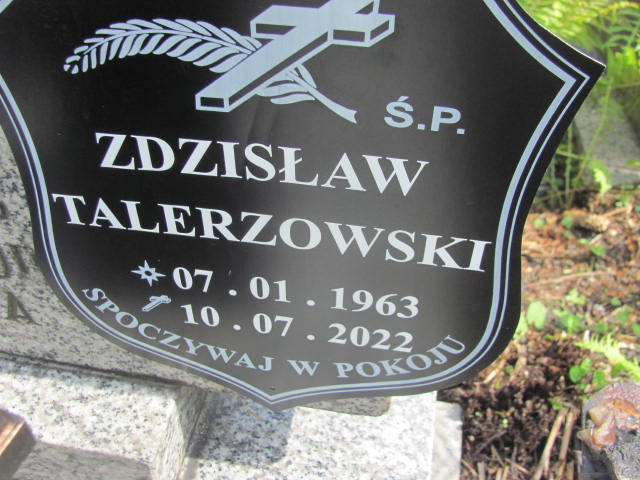 Ś.P.
ZDZISŁAW
TALERZOWSKI
07.01.1963
10.07.2022
SPOCZYWAJ W POKOJU